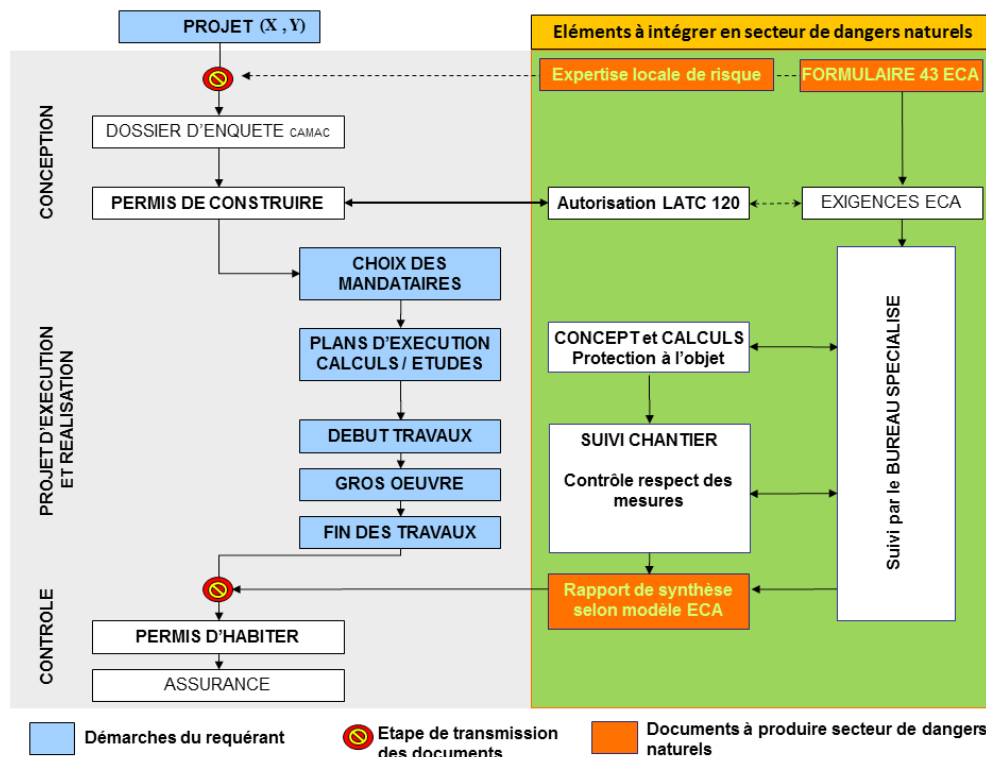 PROJET (X , Y)
Eléments à intégrer en secteur de dangers naturels
Expertise locale de risque
FORMULAIRE 43 ECA
CONCEPTION
DOSSIER D'ENQUETE CAMAC
PERMIS DE CONSTRUIRE
Autorisation LATC 120
EXIGENCES ECA
PROJET D'EXECUTION
ET REALISATION
CHOIX DES
MANDATAIRES
PLANS D'EXECUTION
CALCULS / ETUDES
DEBUT TRAVAUX
GROS OEUVRE
FIN DES TRAVAUX
CONCEPT et CALCULS
Protection à l'objet
SUIVI CHANTIER
Contrôle respect des
mesures
Suivi par le BUREAU SPECIALISE
Rapport de synthèse
selon modèle ECA
CONTROLE
PERMIS D'HABITER
ASSURANCE
Démarches du requérant
Etape de transmission
des documents
Documents à produire secteur de dangers
naturels